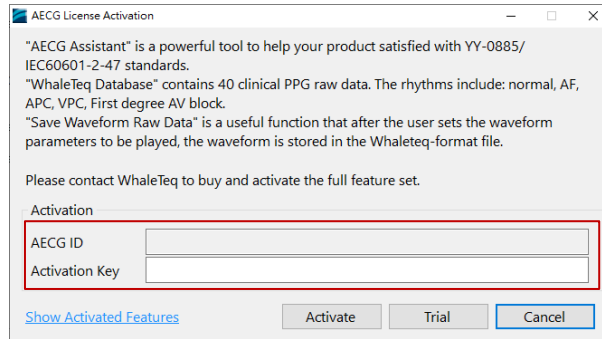 AECG License Activation
"AECG Assistant" is a powerful tool to help your product satisfied with YY-0885/
IEC60601-2-47 standards.
"WhaleTeq Database" contains 40 clinical PPG raw data. The rhythms include: normal, AF,
APC, VPC, First degree AV block.
"Save Waveform Raw Data" is a useful function that after the user sets the waveform
parameters to be played, the waveform is stored in the Whaleteq-format file.
Please contact WhaleTeq to buy and activate the full feature set.
Activation
AECG ID
Activation Key
Show Activated Features Activate Trial Cancel